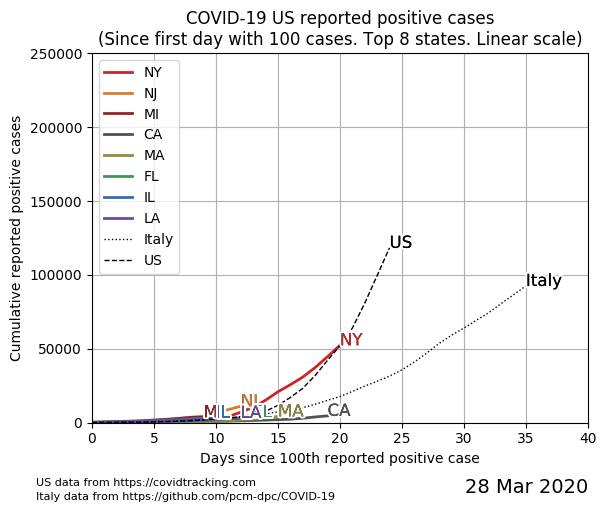 COVID-19 US reported positive cases
(Since first day with 100 cases. Top 8 states. Linear scale)
Cumulative reported positive cases
250000
200000
150000
100000
50000
0
NY
NJ
MI
CA
MA
FL
IL
LA
Italy
US
US
Italy
NY
NJ
MI
IL
LA
FL
MA
CA
0 5 10 15 20 25 30 35 40
Days since 100th reported positive case
US data from https://covidtracking.com
Italy data from https://github.com/pcm-dpc/COVID-19
28 Mar 2020